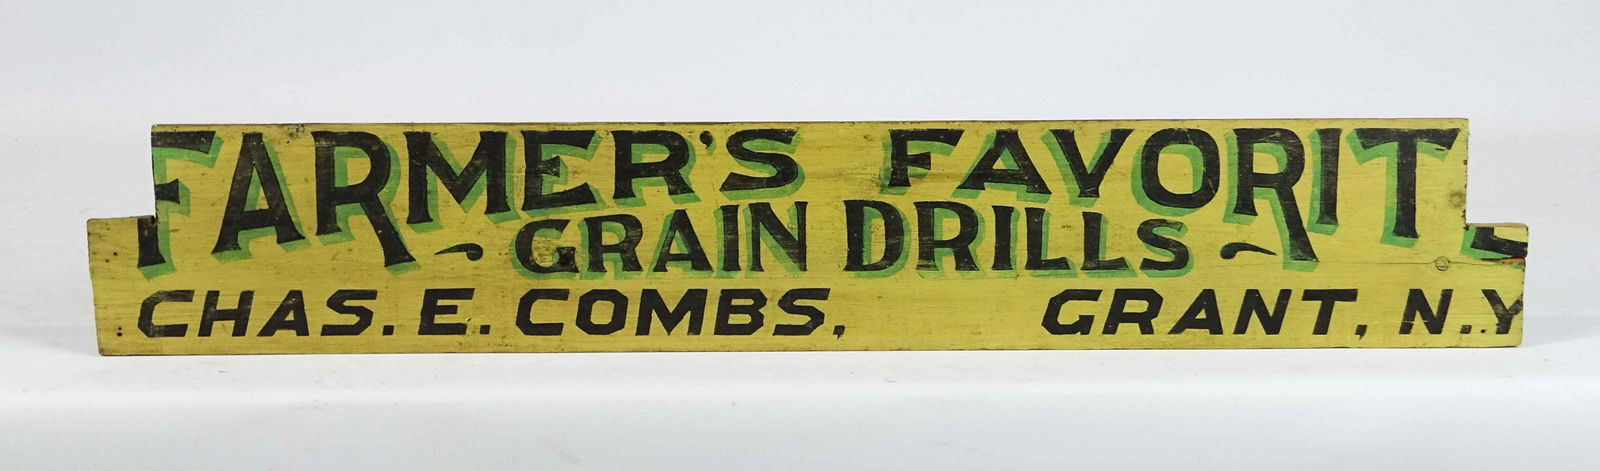 FARMER'S FAVORIT
GRAIN DRILLS
CHAS. E. COMBS, GRANT, N.Y